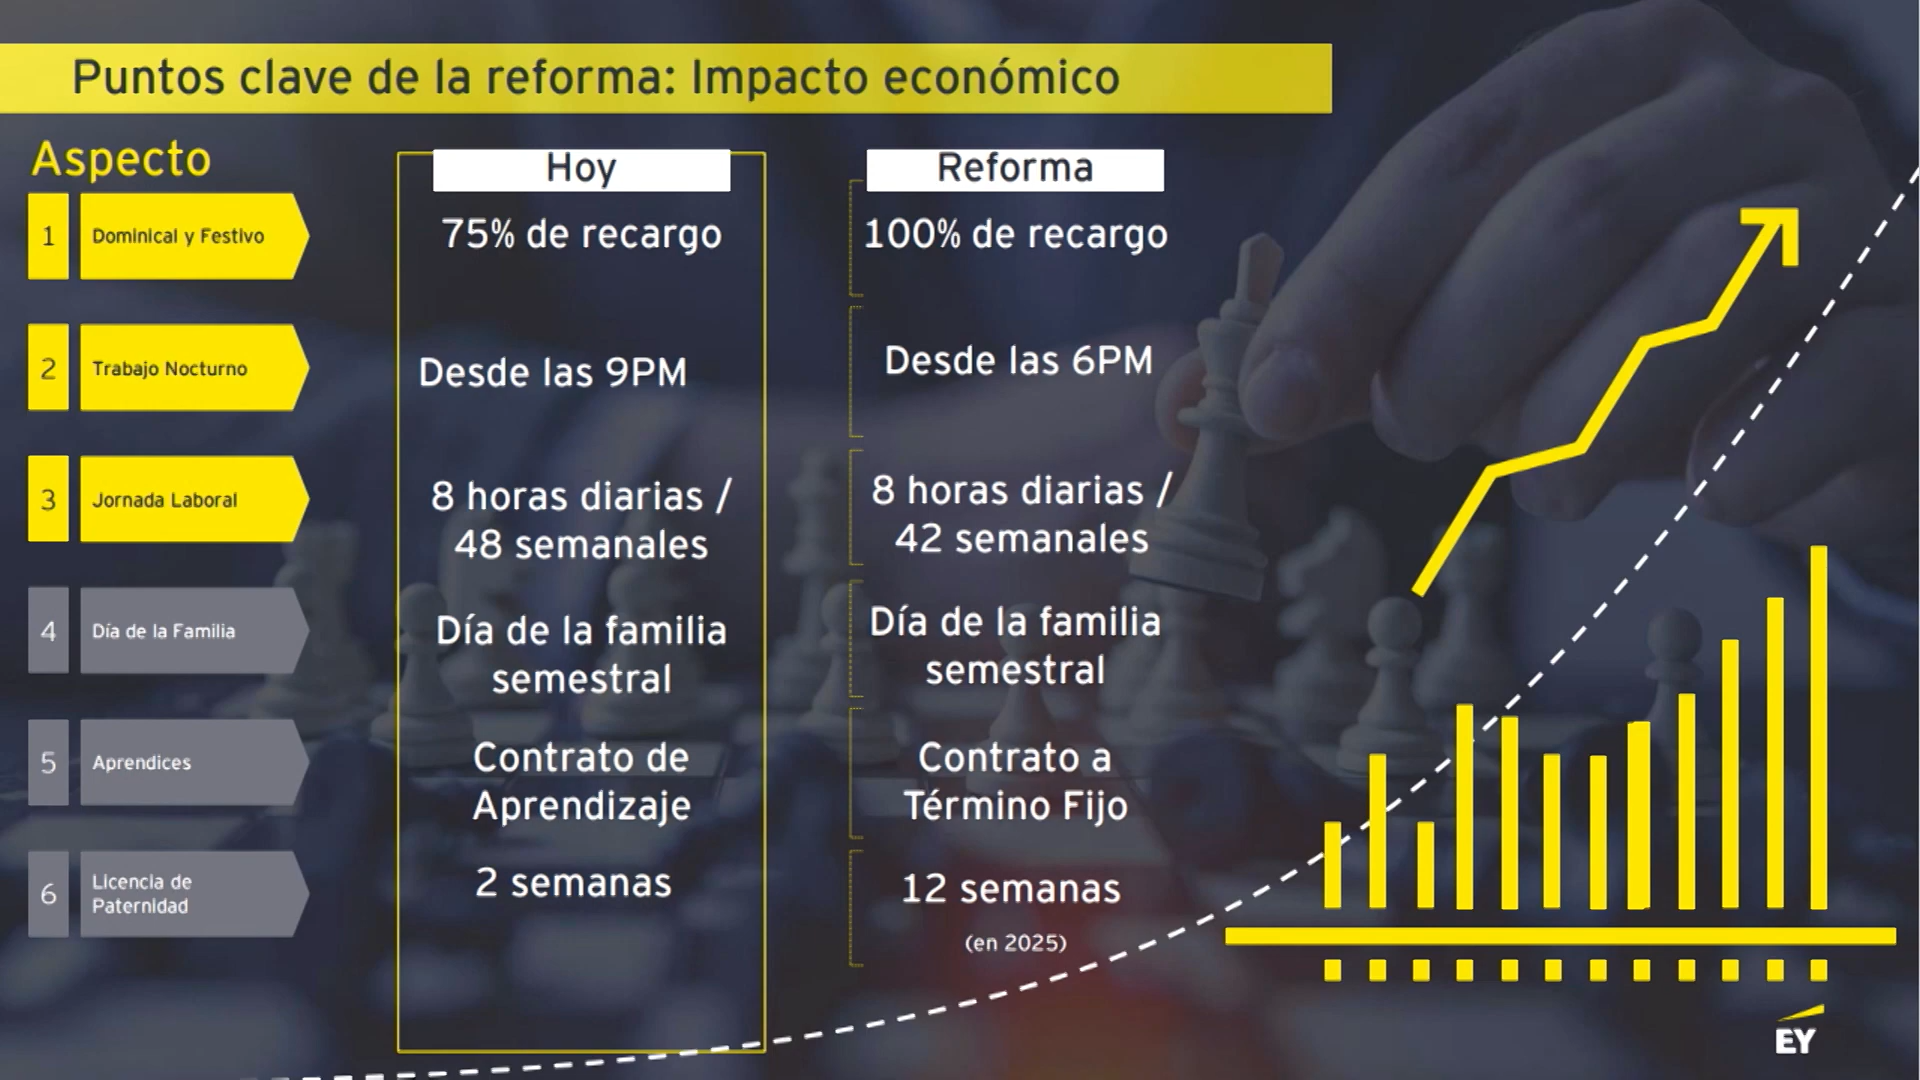 Puntos clave de la reforma: Impacto económico
Aspecto
Hoy
Reforma
1
Dominical y Festivo
75% de recargo
100% de recargo
2
Trabajo Nocturno
Desde las 9PM
Desde las 6PM
3
Jornada Laboral
8 horas diarias /
48 semanales
8 horas diarias /
42 semanales
4
Día de la Familia
Día de la familia
semestral
Día de la familia
semestral
5
Aprendices
Contrato de
Aprendizaje
Contrato a
Término Fijo
6
Licencia de
Paternidad
2 semanas
12 semanas
(en 2025)
EY